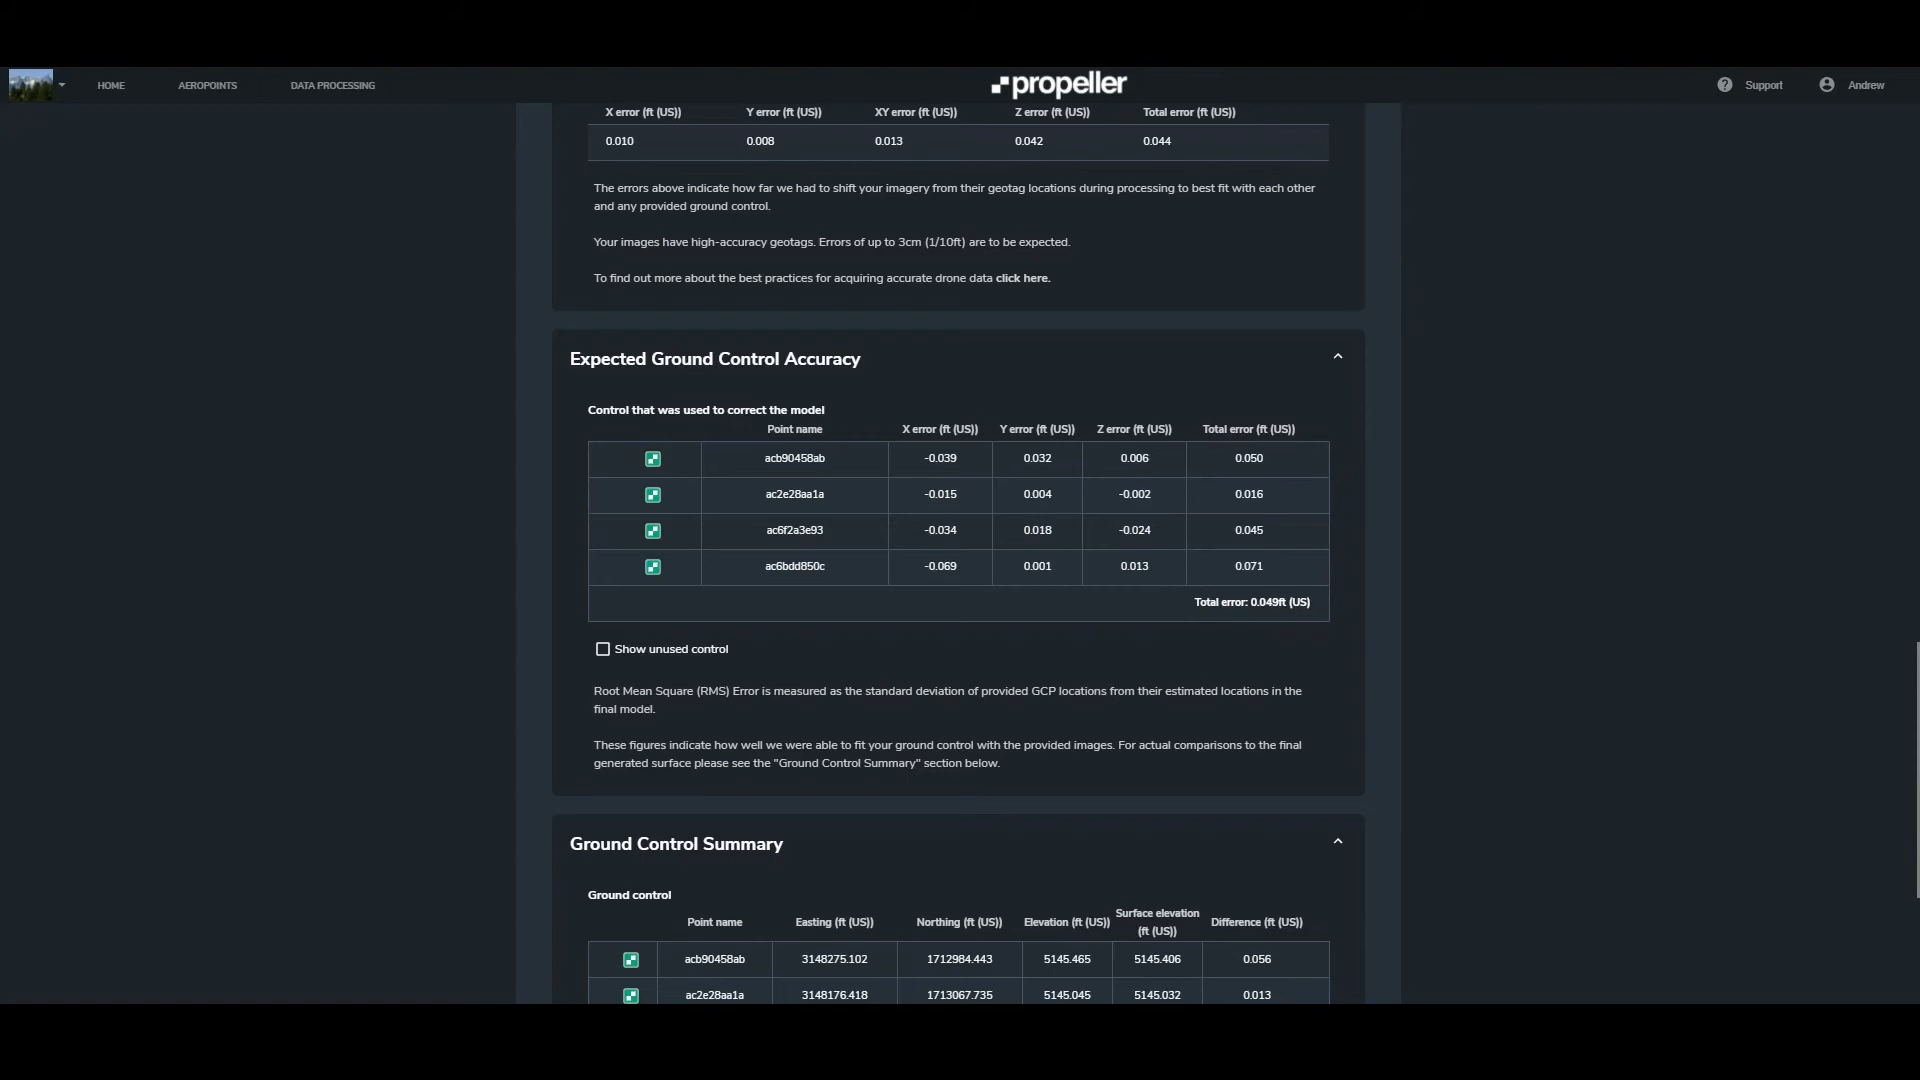 HOME AEROPOINTS DATA PROCESSING propeller Support Andrew
X error (ft (US)) Y error (ft (US)) XY error (ft (US)) Z error (ft (US)) Total error (ft (US))
0.010 0.008 0.013 0.042 0.044
The errors above indicate how far we had to shift your imagery from their geotag locations during processing to best fit with each other
and any provided ground control.
Your images have high-accuracy geotags. Errors of up to 3cm (1/10ft) are to be expected.
To find out more about the best practices for acquiring accurate drone data click here.
Expected Ground Control Accuracy
Control that was used to correct the model
Point name X error (ft (US)) Y error (ft (US)) Z error (ft (US)) Total error (ft (US))
acb90458ab -0.039 0.032 0.006 0.050
ac2e28aa1a -0.015 0.004 -0.002 0.016
ac6f2a3e93 -0.034 0.018 -0.024 0.045
ac6bdd850c -0.069 0.001 0.013 0.071
Total error: 0.049ft (US)
Show unused control
Root Mean Square (RMS) Error is measured as the standard deviation of provided GCP locations from their estimated locations in the
final model.
These figures indicate how well we were able to fit your ground control with the provided images. For actual comparisons to the final
generated surface please see the "Ground Control Summary" section below.
Ground Control Summary
Ground control
Point name Easting (ft (US)) Northing (ft (US)) Elevation (ft (US)) Surface elevation (ft (US)) Difference (ft (US))
acb90458ab 3148275.102 1712984.443 5145.465 5145.406 0.056
ac2e28aa1a 3148176.418 1713067.735 5145.045 5145.032 0.013